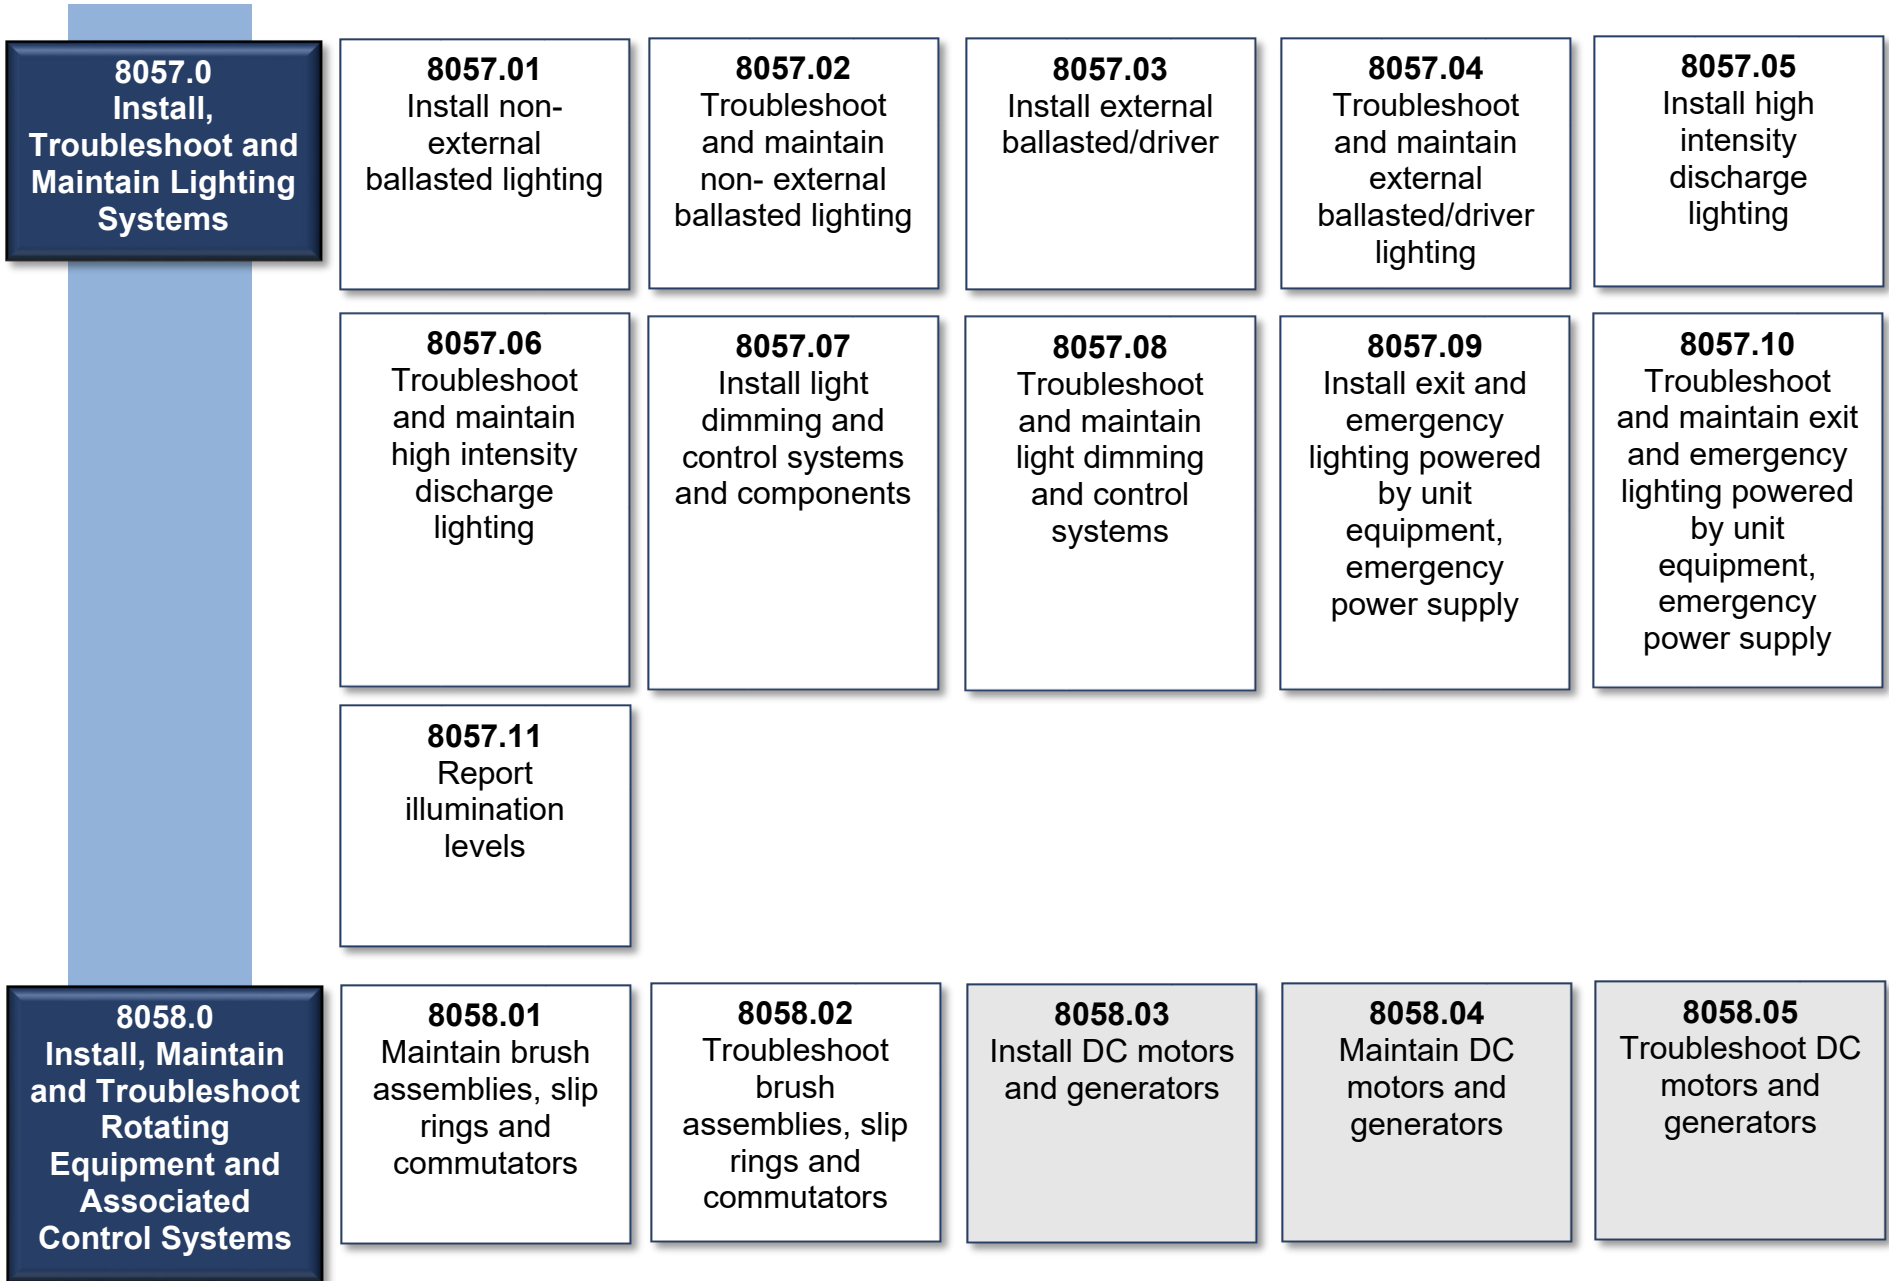 8057.0
Install,
Troubleshoot and
Maintain Lighting
Systems
8057.01
Install non-
external
ballasted lighting
8057.02
Troubleshoot
and maintain
non- external
ballasted lighting
8057.03
Install external
ballasted/driver
8057.04
Troubleshoot
and maintain
external
ballasted/driver
lighting
8057.05
Install high
intensity
discharge
lighting
8057.06
Troubleshoot
and maintain
high intensity
discharge
lighting
8057.07
Install light
dimming and
control systems
and components
8057.08
Troubleshoot
and maintain
light dimming
and control
systems
8057.09
Install exit and
emergency
lighting powered
by unit
equipment,
emergency
power supply
8057.10
Troubleshoot
and maintain exit
and emergency
lighting powered
by unit
equipment,
emergency
power supply
8057.11
Report
illumination
levels
8058.0
Install, Maintain
and Troubleshoot
Rotating
Equipment and
Associated
Control Systems
8058.01
Maintain brush
assemblies, slip
rings and
commutators
8058.02
Troubleshoot
brush
assemblies, slip
rings and
commutators
8058.03
Install DC motors
and generators
8058.04
Maintain DC
motors and
generators
8058.05
Troubleshoot DC
motors and
generators